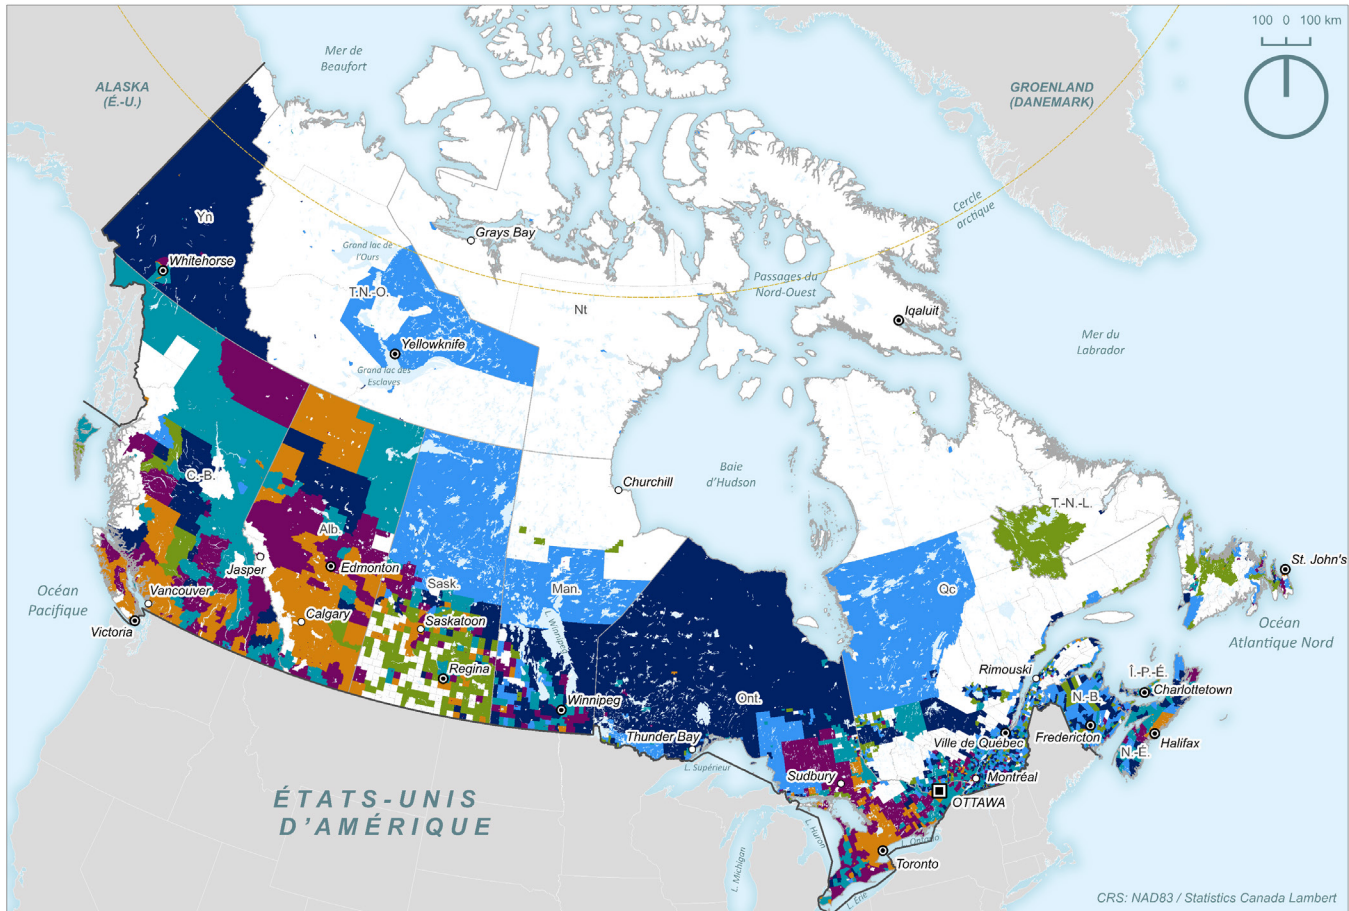 100 0 100 km
Mer de
Beaufort
ALASKA
(É.-U.)
GROENLAND
(DANEMARK)
Cercle
arctique
Yn
Grays Bay
Grand lac de
l'Ours
Whitehorse
Passages du
Nord-Ouest
T.N.-O.
Nt
Iqaluit
Mer du
Labrador
Yellowknife
Grand lac des
Esclaves
C.-B.
Baie
d'Hudson
Churchill
T.-N.-L.
Alb.
Jasper
Edmonton
St. John's
Sask.
Man.
Qc
Océan
Pacifique
Vancouver
Calgary
Saskatoon
L. Winnipeg
Océan
Atlantique Nord
Victoria
Regina
Rimouski
Î.-P.-É.
Charlottetown
N.-B.
Ont.
Winnipeg
Thunder Bay
Ville de Québec
Fredericton
Halifax
N.-É.
L. Supérieur
Sudbury
Montréal
OTTAWA
ÉTATS-UNIS
D'AMÉRIQUE
L. Huron
L. Ontario
L. Michigan
Toronto
L. Érié
CRS: NAD83 / Statistics Canada Lambert